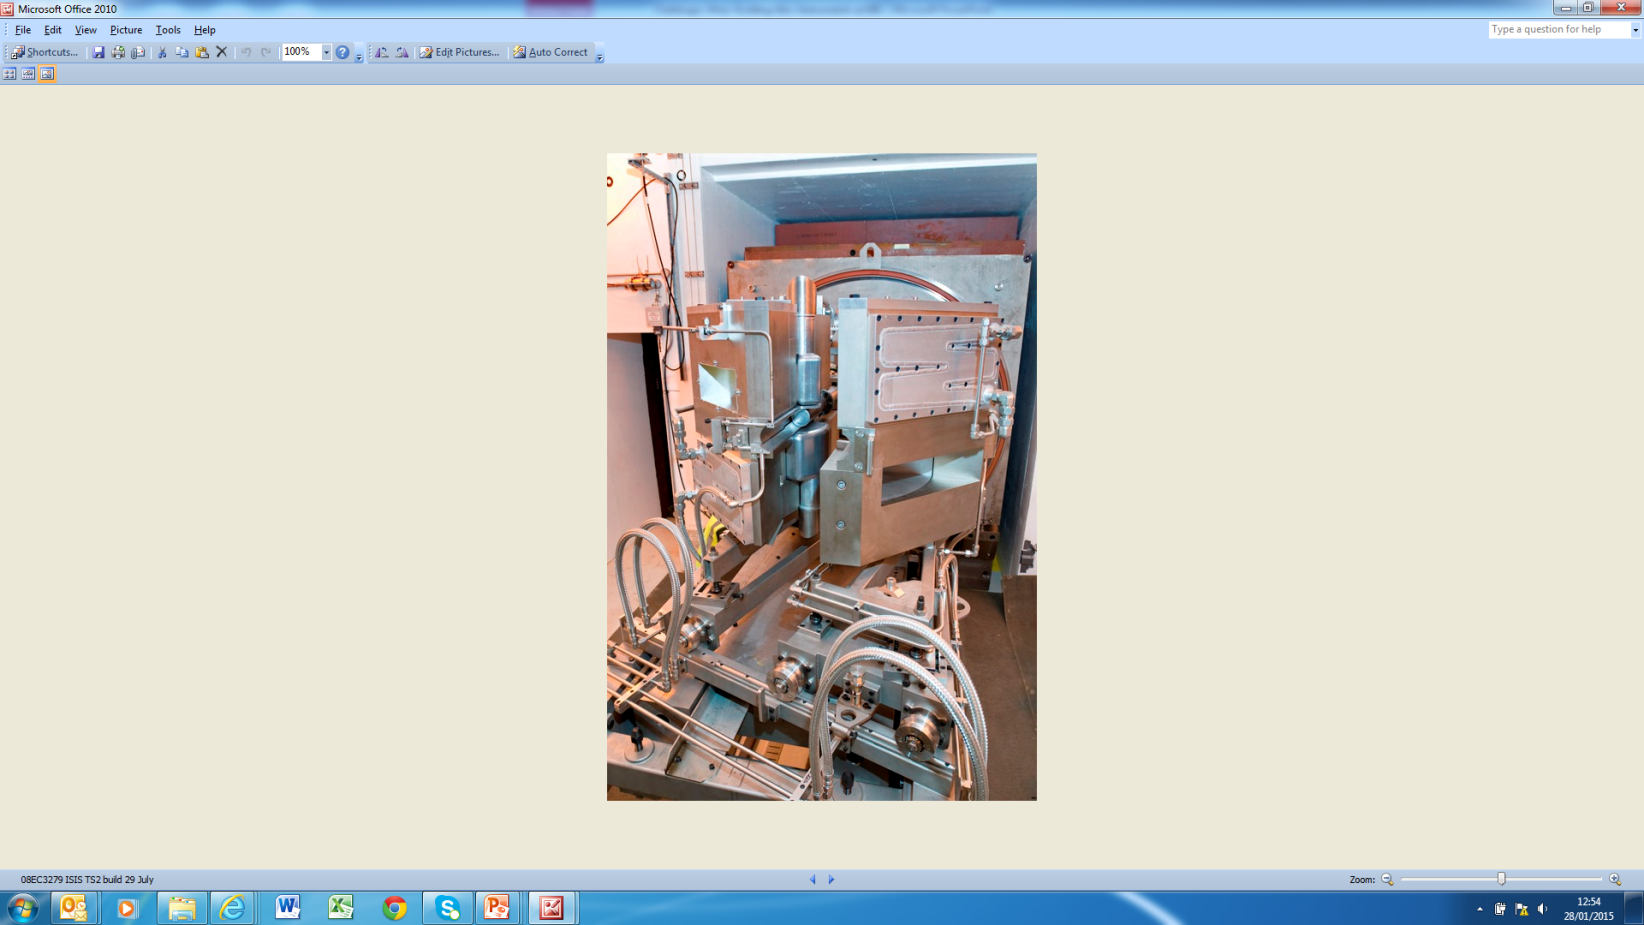 Microsoft Office 2010
File Edit View Picture Tools Help
Type a question for help
Shortcuts... 100% Edit Pictures... Auto Correct
08EC3279 ISIS TS2 build 29 July
Zoom:
12:54
28/01/2015